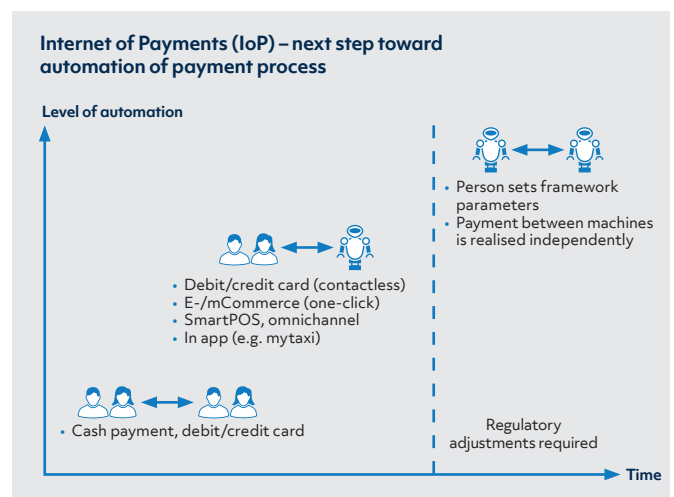 Internet of Payments (IoP) – next step toward
automation of payment process
Level of automation
• Person sets framework
parameters
• Payment between machines
is realised independently
• Debit/credit card (contactless)
• E-/mCommerce (one-click)
• SmartPOS, omnichannel
• In app (e.g. mytaxi)
• Cash payment, debit/credit card
Regulatory
adjustments required
Time